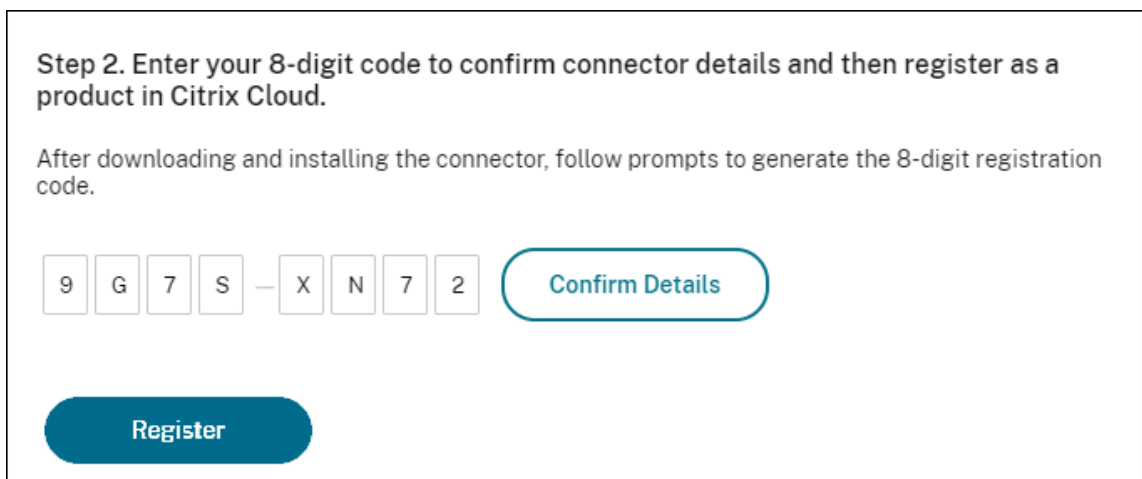 Step 2. Enter your 8-digit code to confirm connector details and then register as a
product in Citrix Cloud.
After downloading and installing the connector, follow prompts to generate the 8-digit registration
code.
9 G 7 S – X N 7 2 Confirm Details
Register